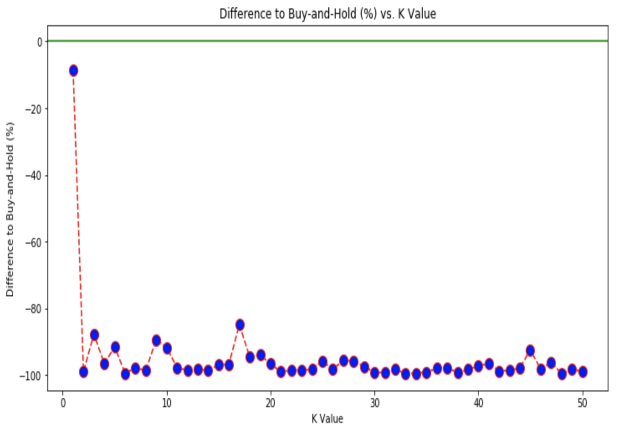 Difference to Buy-and-Hold (%) vs. K Value
Difference to Buy-and-Hold (%)
0
−20
−40
−60
−80
−100
0 10 20 30 40 50
K Value